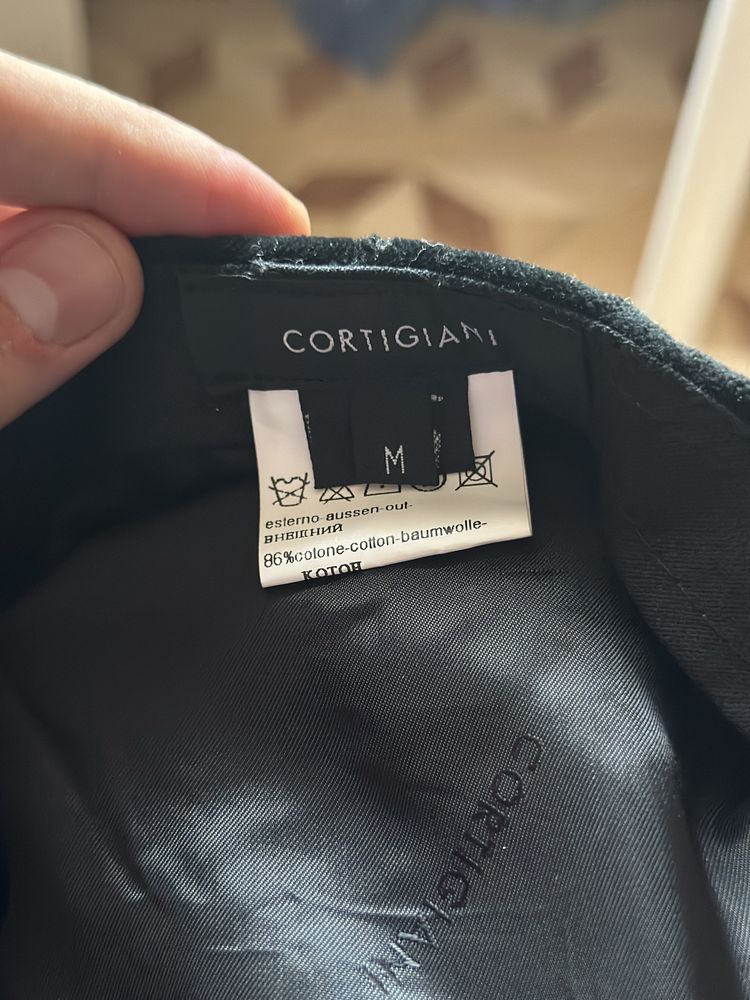 CORTIGIANI
M
esterno-aussen-out-
внешний
86%cotone-cotton-baumwolle-
котон
CORTIGIANI